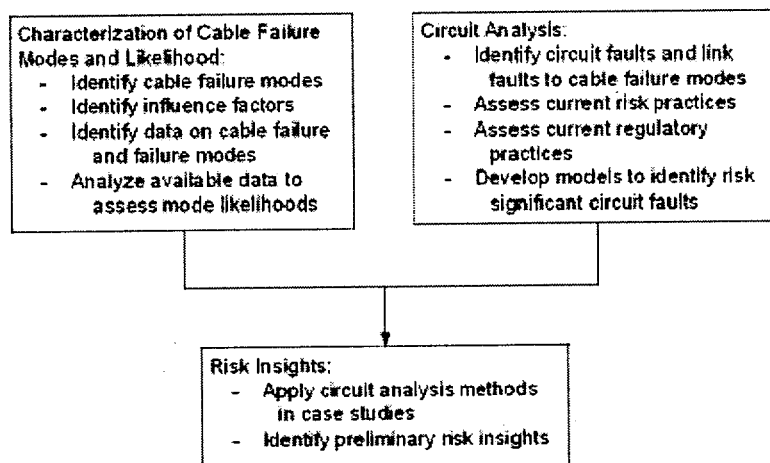 Characterization of Cable Failure
Modes and Likelihood:
- Identify cable failure modes
- Identify influence factors
- Identify data on cable failure
and failure modes
- Analyze available data to
assess mode likelihoods
Circuit Analysis:
- Identify circuit faults and link
faults to cable failure modes
- Assess current risk practices
- Assess current regulatory
practices
- Develop models to identify risk
significant circuit faults
Risk Insights:
- Apply circuit analysis methods
in case studies
- Identify preliminary risk insights